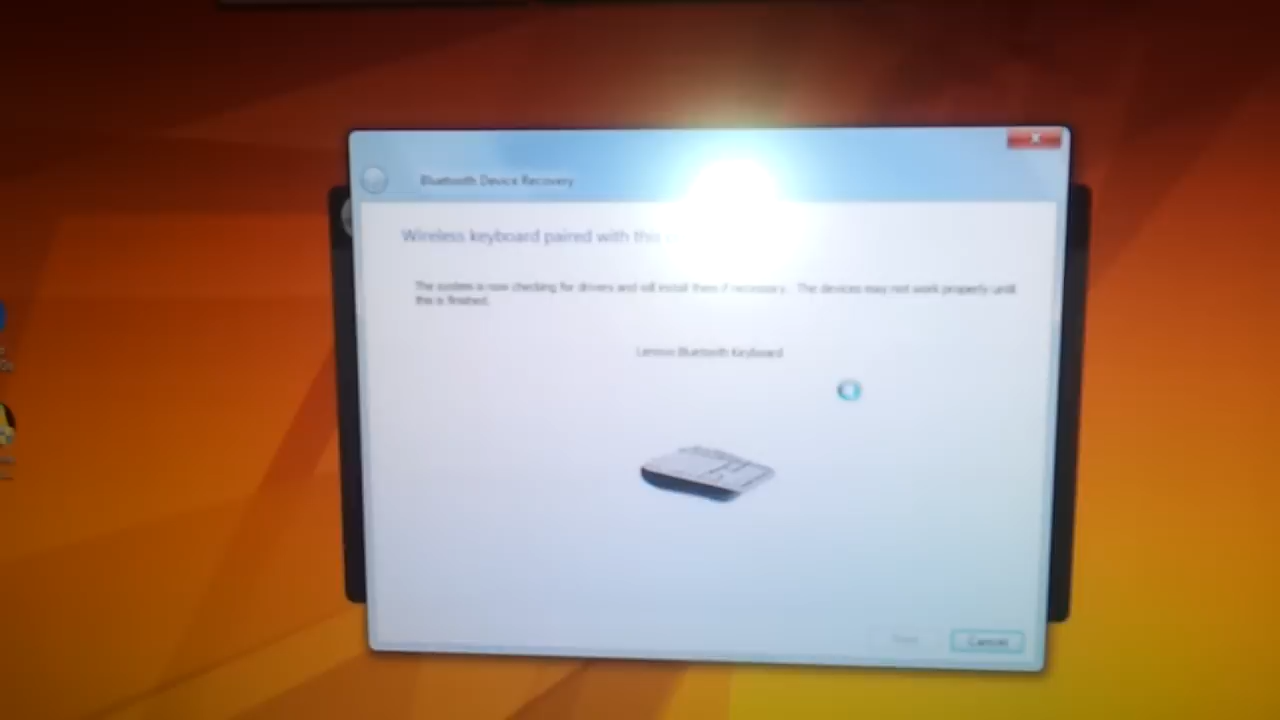 Bluetooth Device Recovery
Wireless keyboard paired with this
The system is now checking for drivers and will install them if necessary. The devices may not work properly until
this is finished.
Lenovo Bluetooth Keyboard
Cancel